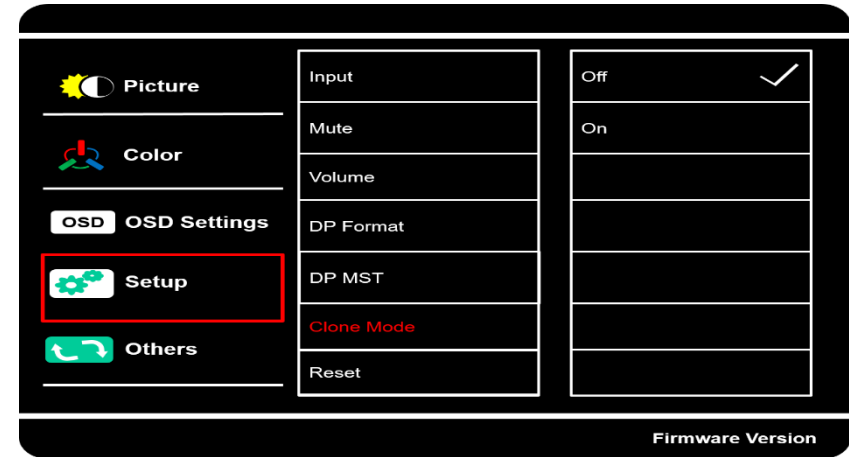 Picture
Color
OSD OSD Settings
Setup
Others
Input
Mute
Volume
DP Format
DP MST
Clone Mode
Reset
Off
On
Firmware Version